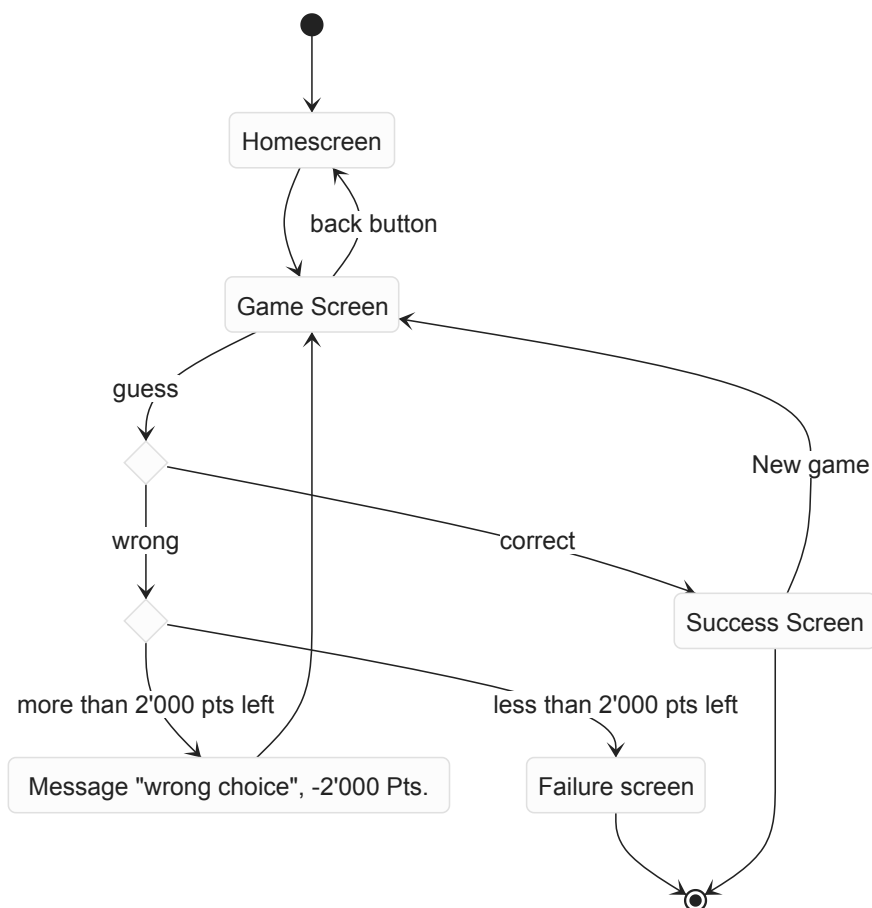 Homescreen
back button
Game Screen
guess
New game
wrong
correct
Success Screen
more than 2'000 pts left
less than 2'000 pts left
Message "wrong choice", -2'000 Pts.
Failure screen